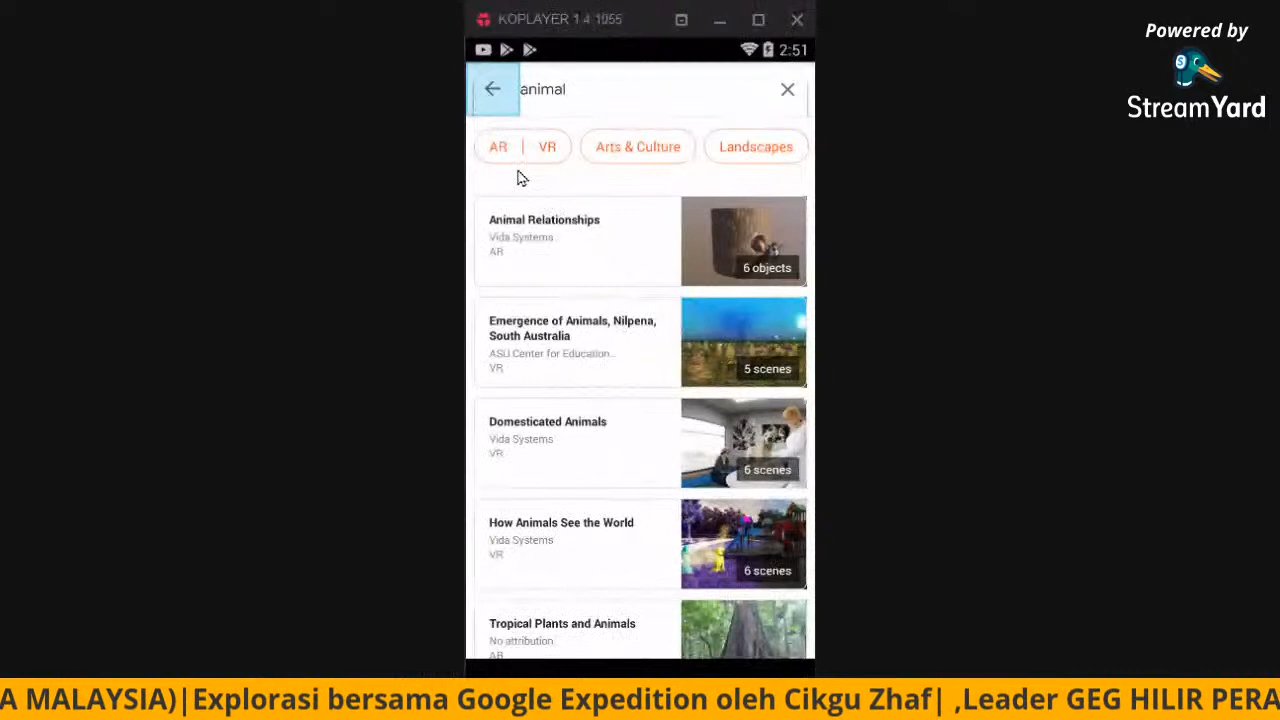 KOPLAYER 1.4.1055
2:51
animal
AR | VR
Arts & Culture
Landscapes
Animal Relationships
Vida Systems
AR
6 objects
Emergence of Animals, Nilpena,
South Australia
ASU Center for Education..
VR
5 scenes
Domesticated Animals
Vida Systems
VR
6 scenes
How Animals See the World
Vida Systems
VR
6 scenes
Tropical Plants and Animals
No attribution
AR
Powered by
StreamYard
A MALAYSIA)|Explorasi bersama Google Expedition oleh Cikgu Zhaf| ,Leader GEG HILIR PERA